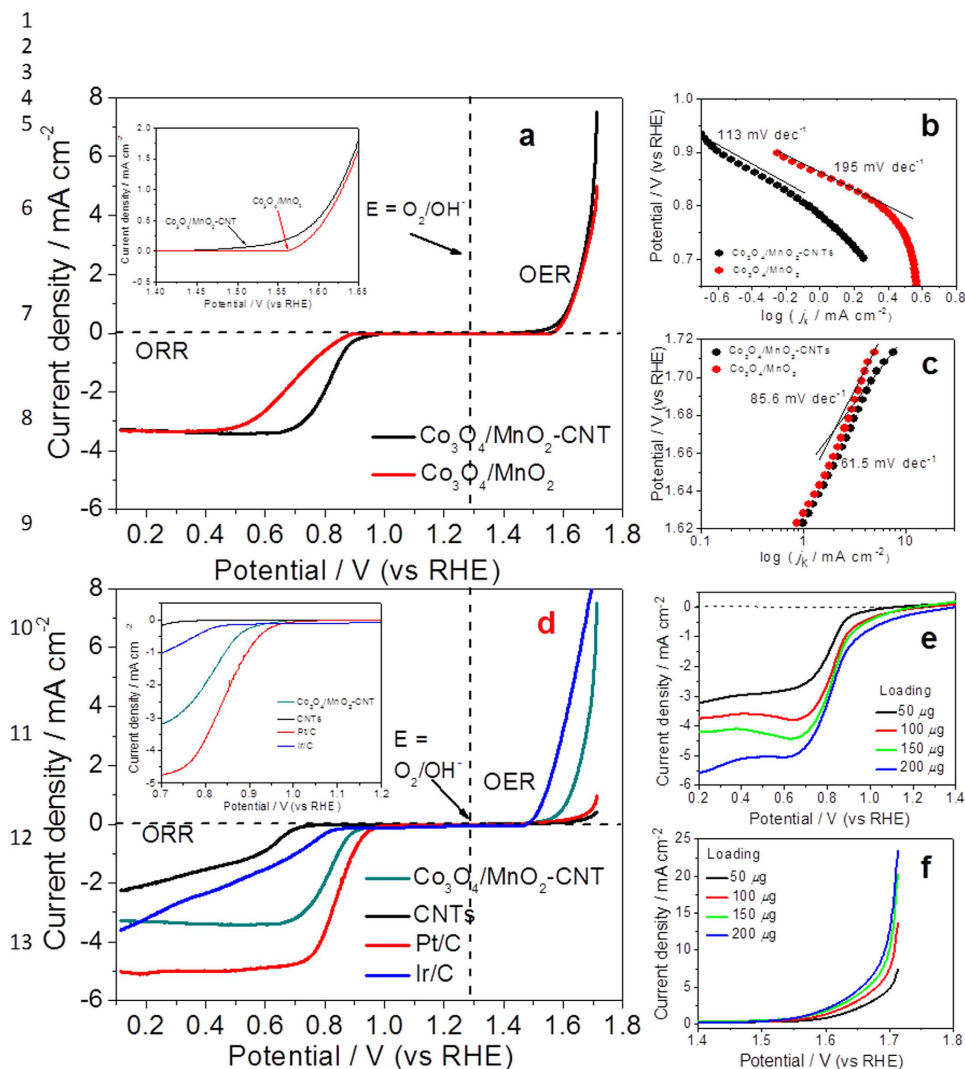 1
2
3
4
5
6
7
8
9
10
11
12
13
a
Current density / mA cm⁻²
8
6
4
2
0
-2
-4
-6
0.2 0.4 0.6 0.8 1.0 1.2 1.4 1.6 1.8
Potential / V (vs RHE)
E = O₂/OH⁻
OER
ORR
Co₃O₄/MnO₂-CNT
Co₃O₄/MnO₂
Current density / mA cm⁻²
2.0
1.5
1.0
0.5
0.0
-0.5
1.40 1.45 1.50 1.55 1.60 1.65
Potential / V (vs RHE)
Co₃O₄/MnO₂-CNT
Co₃O₄/MnO₂
b
Potential / V (vs RHE)
1.0
0.9
0.8
0.7
-0.6 -0.4 -0.2 0.0 0.2 0.4 0.6 0.8
log (jₖ / mA cm⁻²
113 mV dec⁻¹
195 mV dec⁻¹
Co₃O₄/MnO₂-CNTs
Co₃O₄/MnO₂
c
Potential / V (vs RHE)
1.72
1.70
1.68
1.66
1.64
1.62
0.1 1 10
log (jₖ / mA cm⁻²
Co₃O₄/MnO₂-CNTs
Co₃O₄/MnO₂
85.6 mV dec⁻¹
61.5 mV dec⁻¹
d
Current density / mA cm⁻²
8
6
4
2
0
-2
-4
-6
0.2 0.4 0.6 0.8 1.0 1.2 1.4 1.6 1.8
Potential / V (vs RHE)
E =
O₂/OH⁻
OER
ORR
Co₃O₄/MnO₂-CNT
CNTs
Pt/C
Ir/C
Current density / mA cm⁻²
0
-1
-2
-3
-4
-5
0.7 0.8 0.9 1.0 1.1 1.2
Potential / V (vs RHE)
Co₃O₄/MnO₂-CNT
CNTs
Pt/C
Ir/C
e
Current density / mA cm⁻²
0
-1
-2
-3
-4
-5
-6
0.2 0.4 0.6 0.8 1.0 1.2 1.4
Potential / V (vs RHE)
Loading
50 µg
100 µg
150 µg
200 µg
f
Current density / mA cm⁻²
25
20
15
10
5
0
1.4 1.5 1.6 1.7
Potential / V (vs RHE)
Loading
50 µg
100 µg
150 µg
200 µg